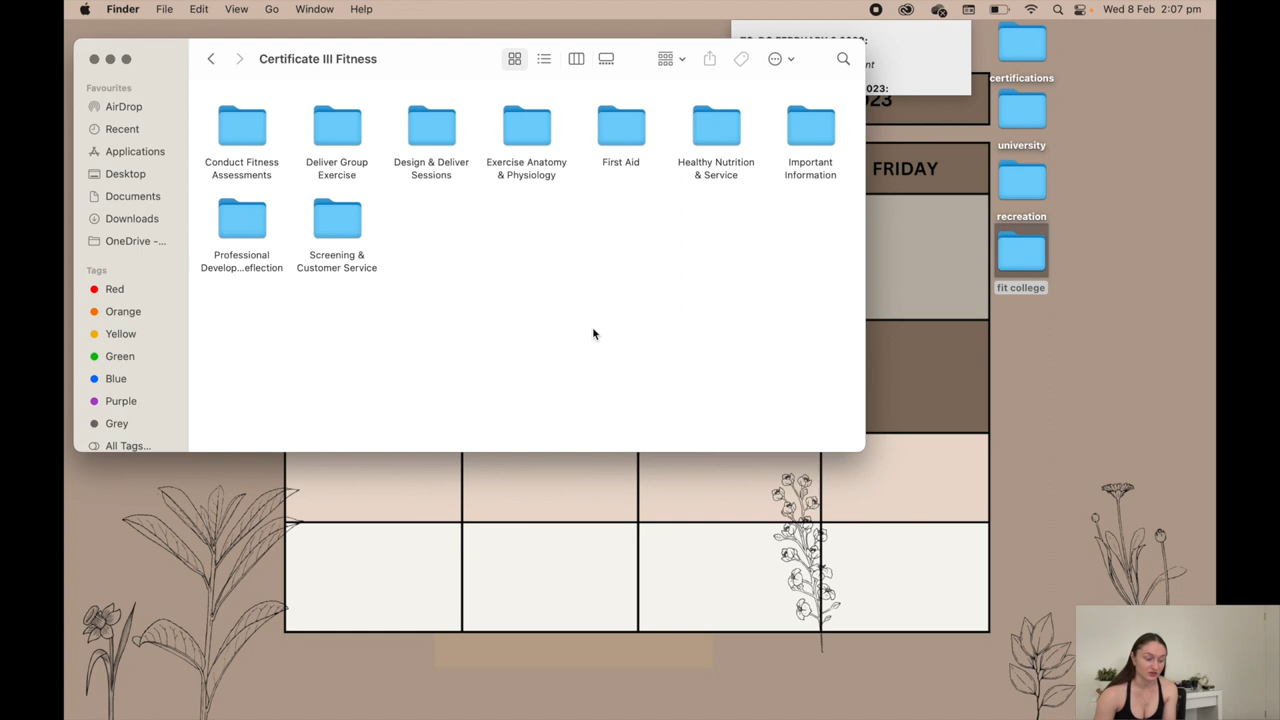 Finder File Edit View Go Window Help Wed 8 Feb 2:07 pm
Certificate III Fitness
Favourites
AirDrop
Recent
Applications
Desktop
Documents
Downloads
OneDrive -...
Tags
Red
Orange
Yellow
Green
Blue
Purple
Grey
All Tags...
Conduct Fitness
Assessments
Deliver Group
Exercise
Design & Deliver
Sessions
Exercise Anatomy
& Physiology
First Aid
Healthy Nutrition
& Service
Important
Information
Professional
Develop...eflection
Screening &
Customer Service
023:
FRIDAY
certifications
university
recreation
fit college